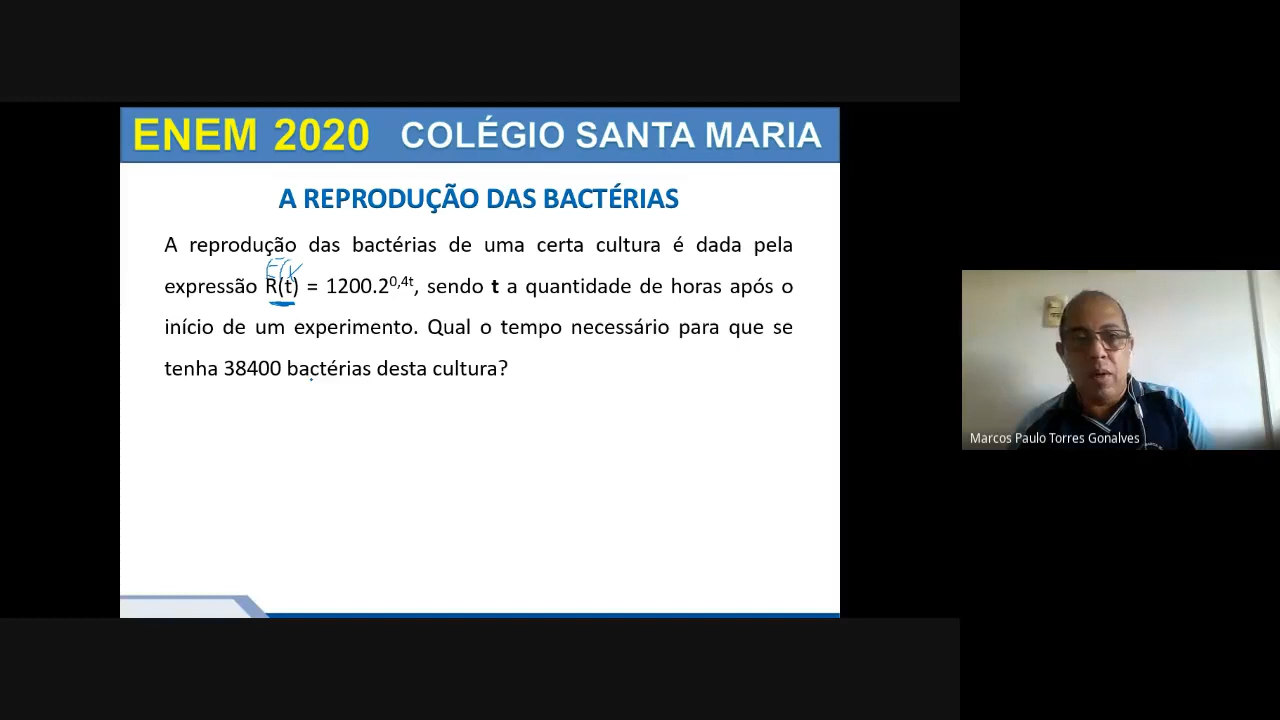 ENEM 2020 COLÉGIO SANTA MARIA
A REPRODUÇÃO DAS BACTÉRIAS
A reprodução das bactérias de uma certa cultura é dada pela
expressão R(t) = 1200.2^{0,4t}, sendo t a quantidade de horas após o
início de um experimento. Qual o tempo necessário para que se
tenha 38400 bactérias desta cultura?
Marcos Paulo Torres Gonalves